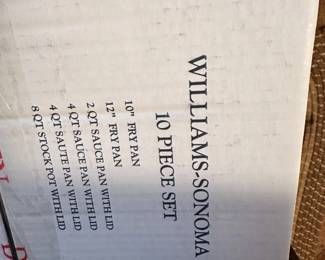 WILLIAMS-SONOMA
10 PIECE SET
10" FRY PAN
12" FRY PAN
2 QT SAUCE PAN WITH LID
4 QT SAUCE PAN WITH LID
4 QT SAUTE PAN WITH LID
8 QT STOCK POT WITH LID